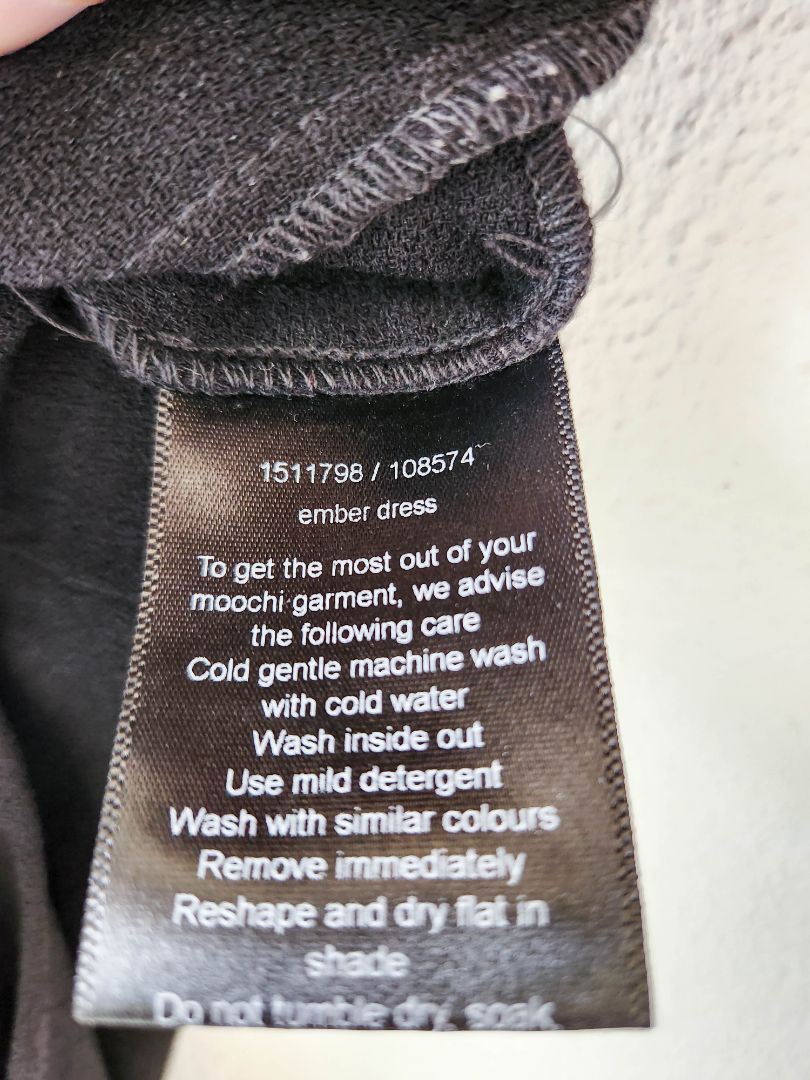 1511798 / 108574
ember dress
To get the most out of your
moochi garment, we advise
the following care
Cold gentle machine wash
with cold water
Wash inside out
Use mild detergent
Wash with similar colours
Remove immediately
Reshape and dry flat in
shade
Do not tumble dry, soak,